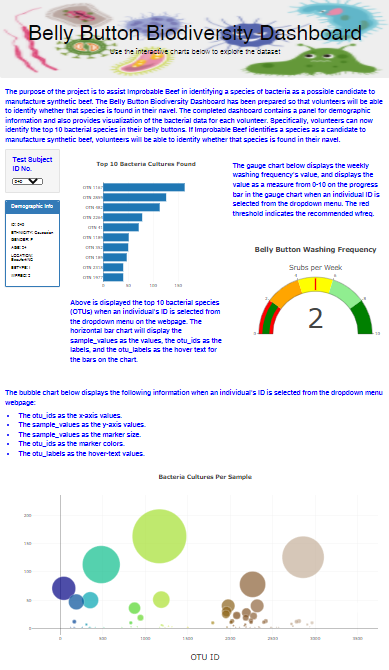 Belly Button Biodiversity Dashboard
Use the interactive charts below to explore the dataset
The purpose of the project is to assist Improbable Beef in identifying a species of bacteria as a possible candidate to
manufacture synthetic beef. The Belly Button Biodiversity Dashboard has been prepared so that volunteers will be able
to identify whether that species is found in their navel. The completed dashboard contains a panel for demographic
information and also provides visualization of the bacterial data for each volunteer. Specifically, volunteers can now
identify the top 10 bacterial species in their belly buttons. If Improbable Beef identifies a species as a candidate to
manufacture synthetic beef, volunteers will be able to identify whether that species is found in their navel.
Test Subject
ID No.
940
Demographic Info
ID: 940
ETHNICITY: Caucasian
GENDER: F
AGE: 24
LOCATION:
BBTYPE: I
WFREQ: 2
Top 10 Bacteria Cultures Found
OTU 1167
OTU 2859
OTU 482
OTU 2264
OTU 41
OTU 1189
OTU 352
OTU 189
OTU 2318
OTU 1977
0
50
100
150
Above is displayed the top 10 bacterial species
(OTUs) when an individual's ID is selected from
the dropdown menu on the webpage. The
horizontal bar chart will display the
sample_values as the values, the otu_ids as the
labels, and the otu_labels as the hover text for
the bars on the chart.
The gauge chart below displays the weekly
washing frequency's value, and displays the
value as a measure from 0-10 on the progress
bar in the gauge chart when an individual ID is
selected from the dropdown menu. The red
threshold indicates the recommended wfreq.
Belly Button Washing Frequency
Scrubs per Week
0
2
4
6
8
10
2
The bubble chart below displays the following information when an individual's ID is selected from the dropdown menu
webpage:
• The otu_ids as the x-axis values.
• The sample_values as the y-axis values.
• The sample_values as the marker size.
• The otu_ids as the marker colors.
• The otu_labels as the hover-text values.
Bacteria Cultures Per Sample
200
150
100
50
0
0
500
1000
1500
2000
2500
3000
3500
OTU ID